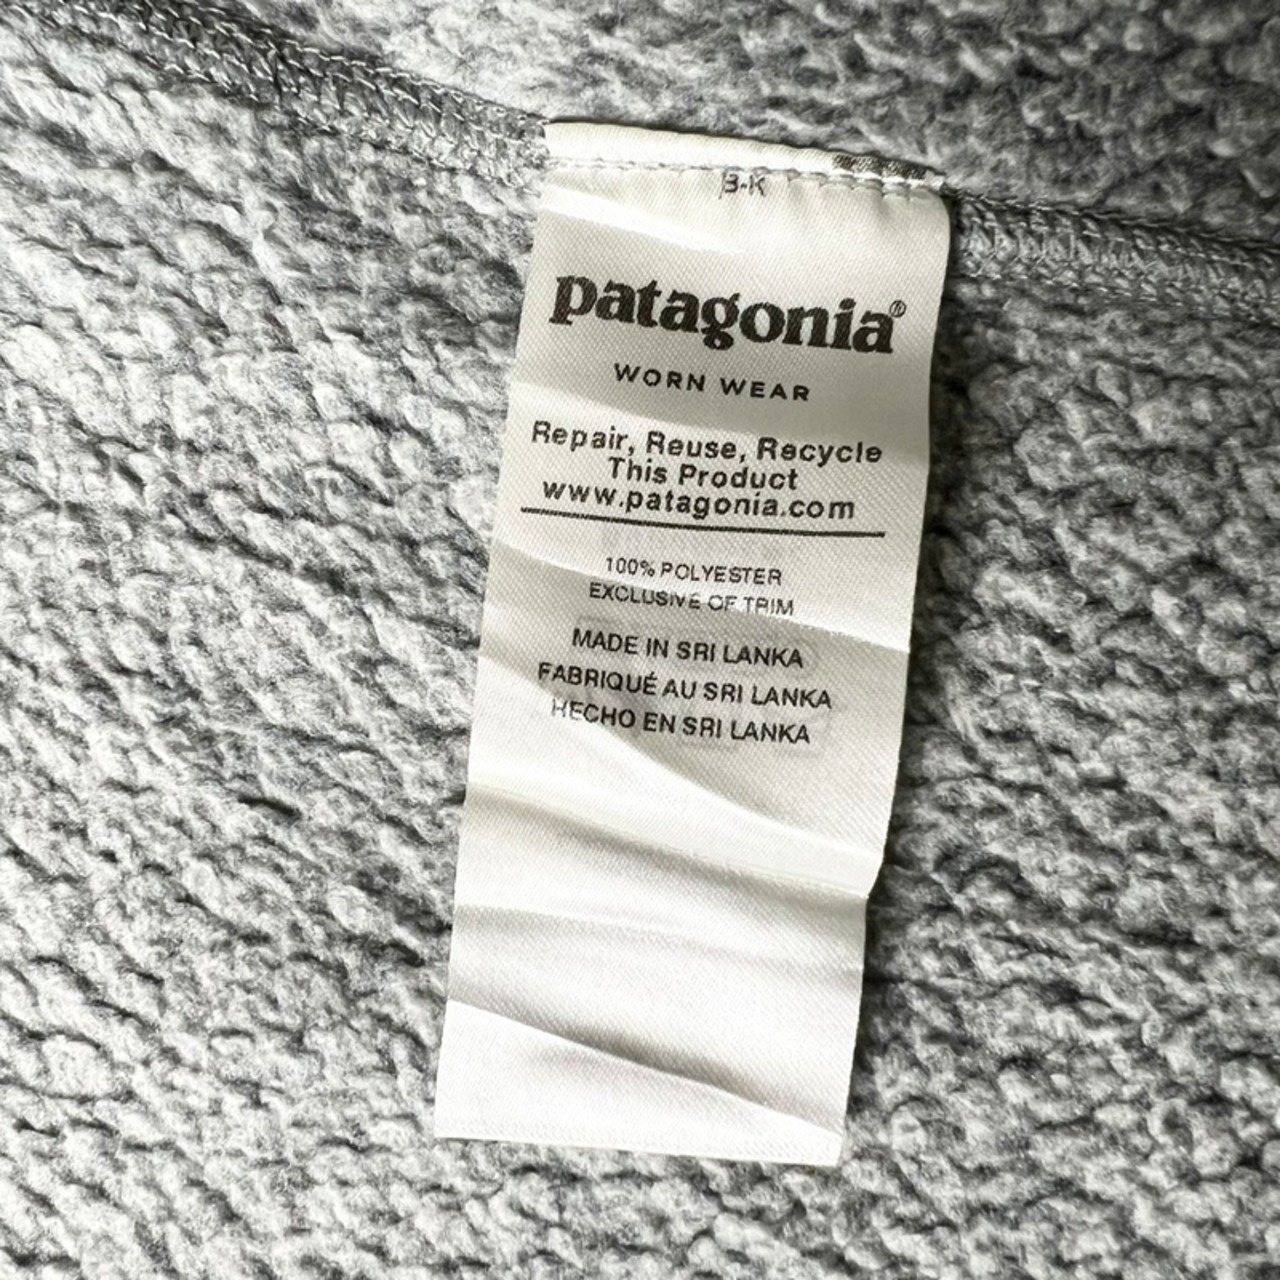 3-K
patagonia®
WORN WEAR
Repair, Reuse, Recycle
This Product
www.patagonia.com
100% POLYESTER
EXCLUSIVE OF TRIM
MADE IN SRI LANKA
FABRIQUÉ AU SRI LANKA
HECHO EN SRI LANKA